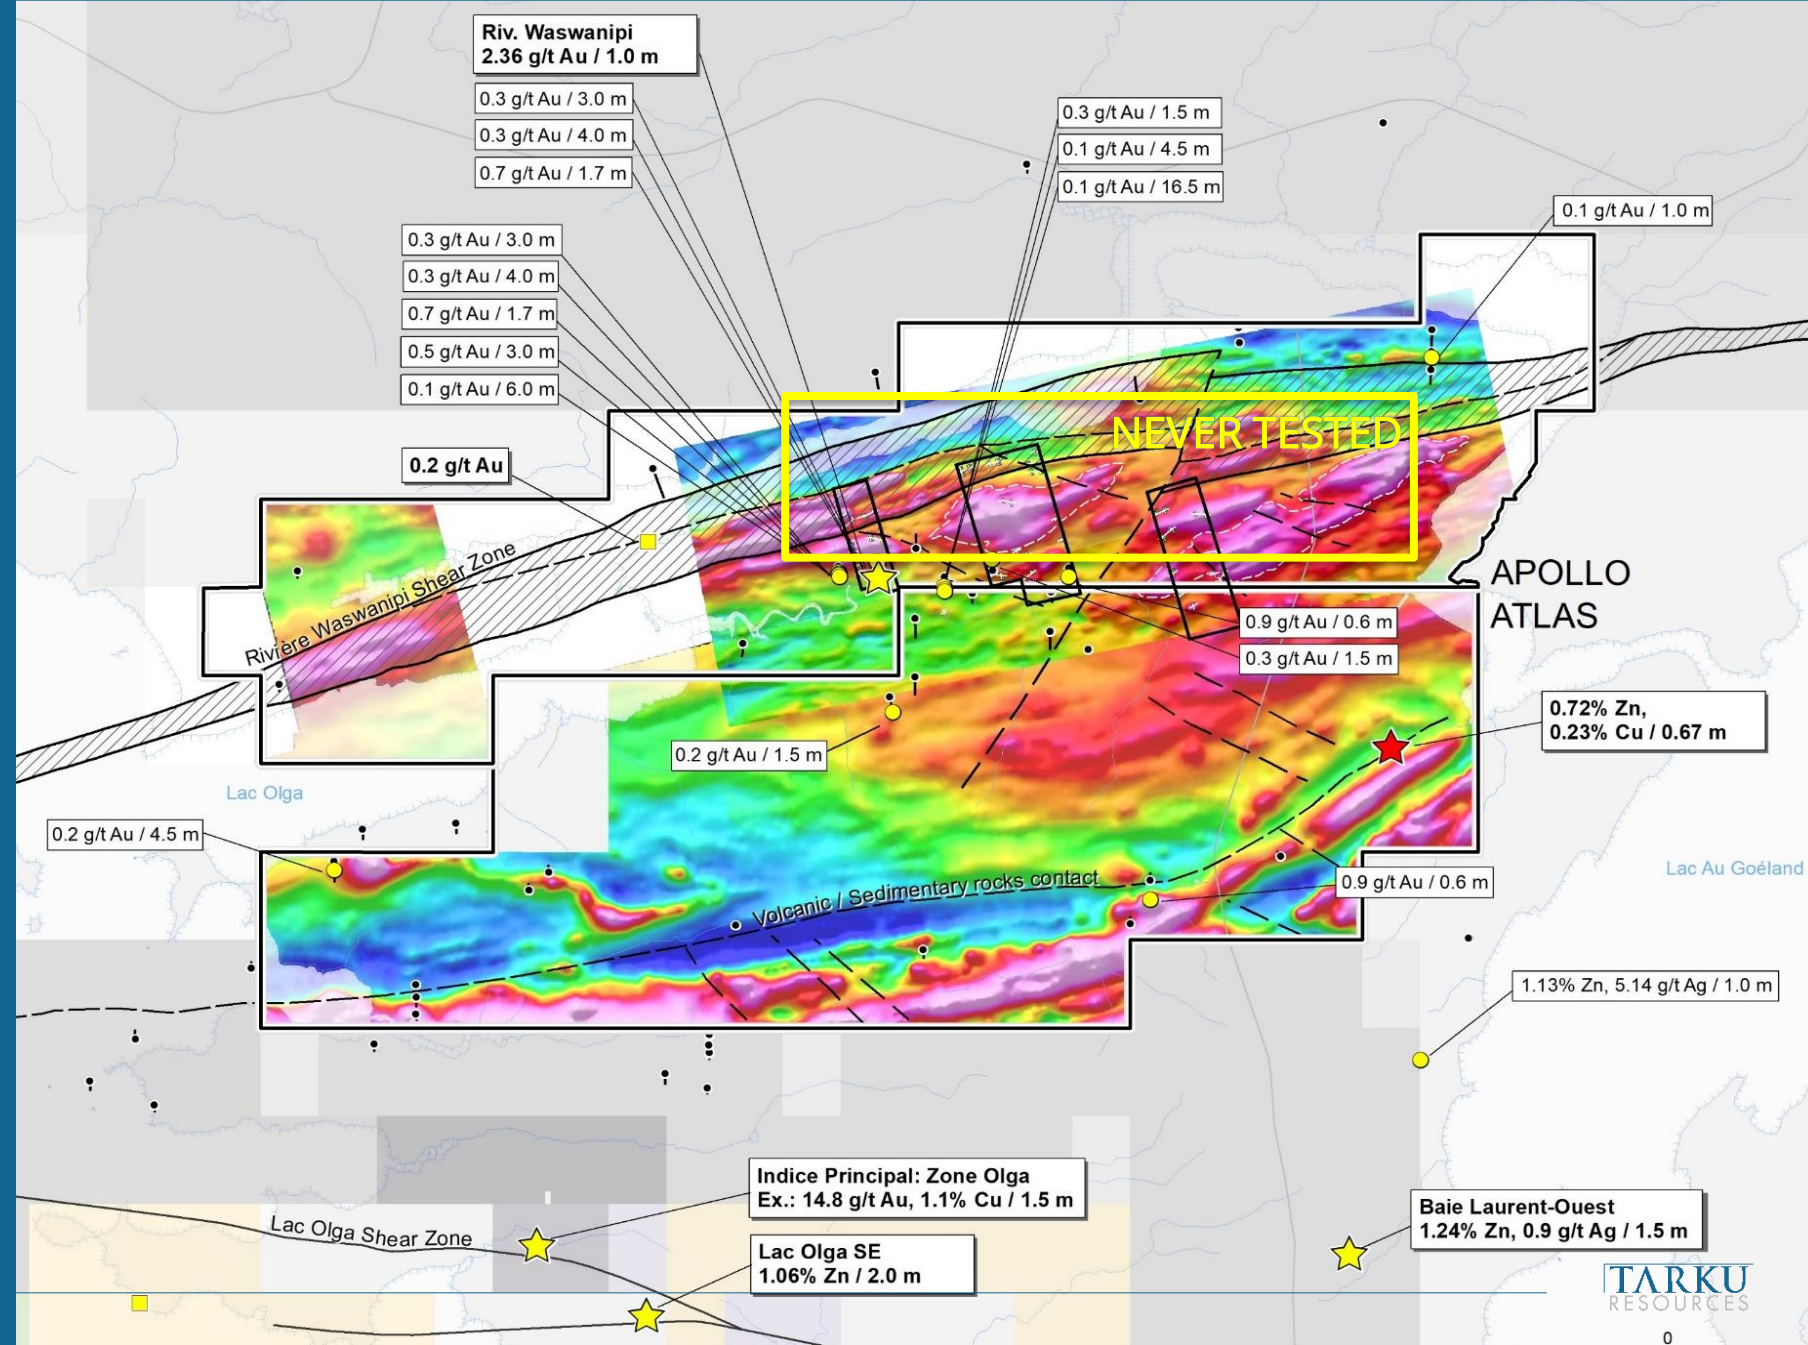 Riv. Waswanipi
2.36 g/t Au / 1.0 m
0.3 g/t Au / 3.0 m
0.3 g/t Au / 4.0 m
0.7 g/t Au / 1.7 m
0.3 g/t Au / 1.5 m
0.1 g/t Au / 4.5 m
0.1 g/t Au / 16.5 m
0.1 g/t Au / 1.0 m
0.3 g/t Au / 3.0 m
0.3 g/t Au / 4.0 m
0.7 g/t Au / 1.7 m
0.5 g/t Au / 3.0 m
0.1 g/t Au / 6.0 m
NEVER TESTED
0.2 g/t Au
Rivière Waswanipi Shear Zone
APOLLO
ATLAS
0.9 g/t Au / 0.6 m
0.3 g/t Au / 1.5 m
0.72% Zn,
0.23% Cu / 0.67 m
0.2 g/t Au / 1.5 m
Lac Olga
0.2 g/t Au / 4.5 m
Volcanic / Sedimentary rocks contact
0.9 g/t Au / 0.6 m
Lac Au Goéland
1.13% Zn, 5.14 g/t Ag / 1.0 m
Indice Principal: Zone Olga
Ex.: 14.8 g/t Au, 1.1% Cu / 1.5 m
Lac Olga Shear Zone
Lac Olga SE
1.06% Zn / 2.0 m
Baie Laurent-Ouest
1.24% Zn, 0.9 g/t Ag / 1.5 m
TARKU
RESOURCES
0